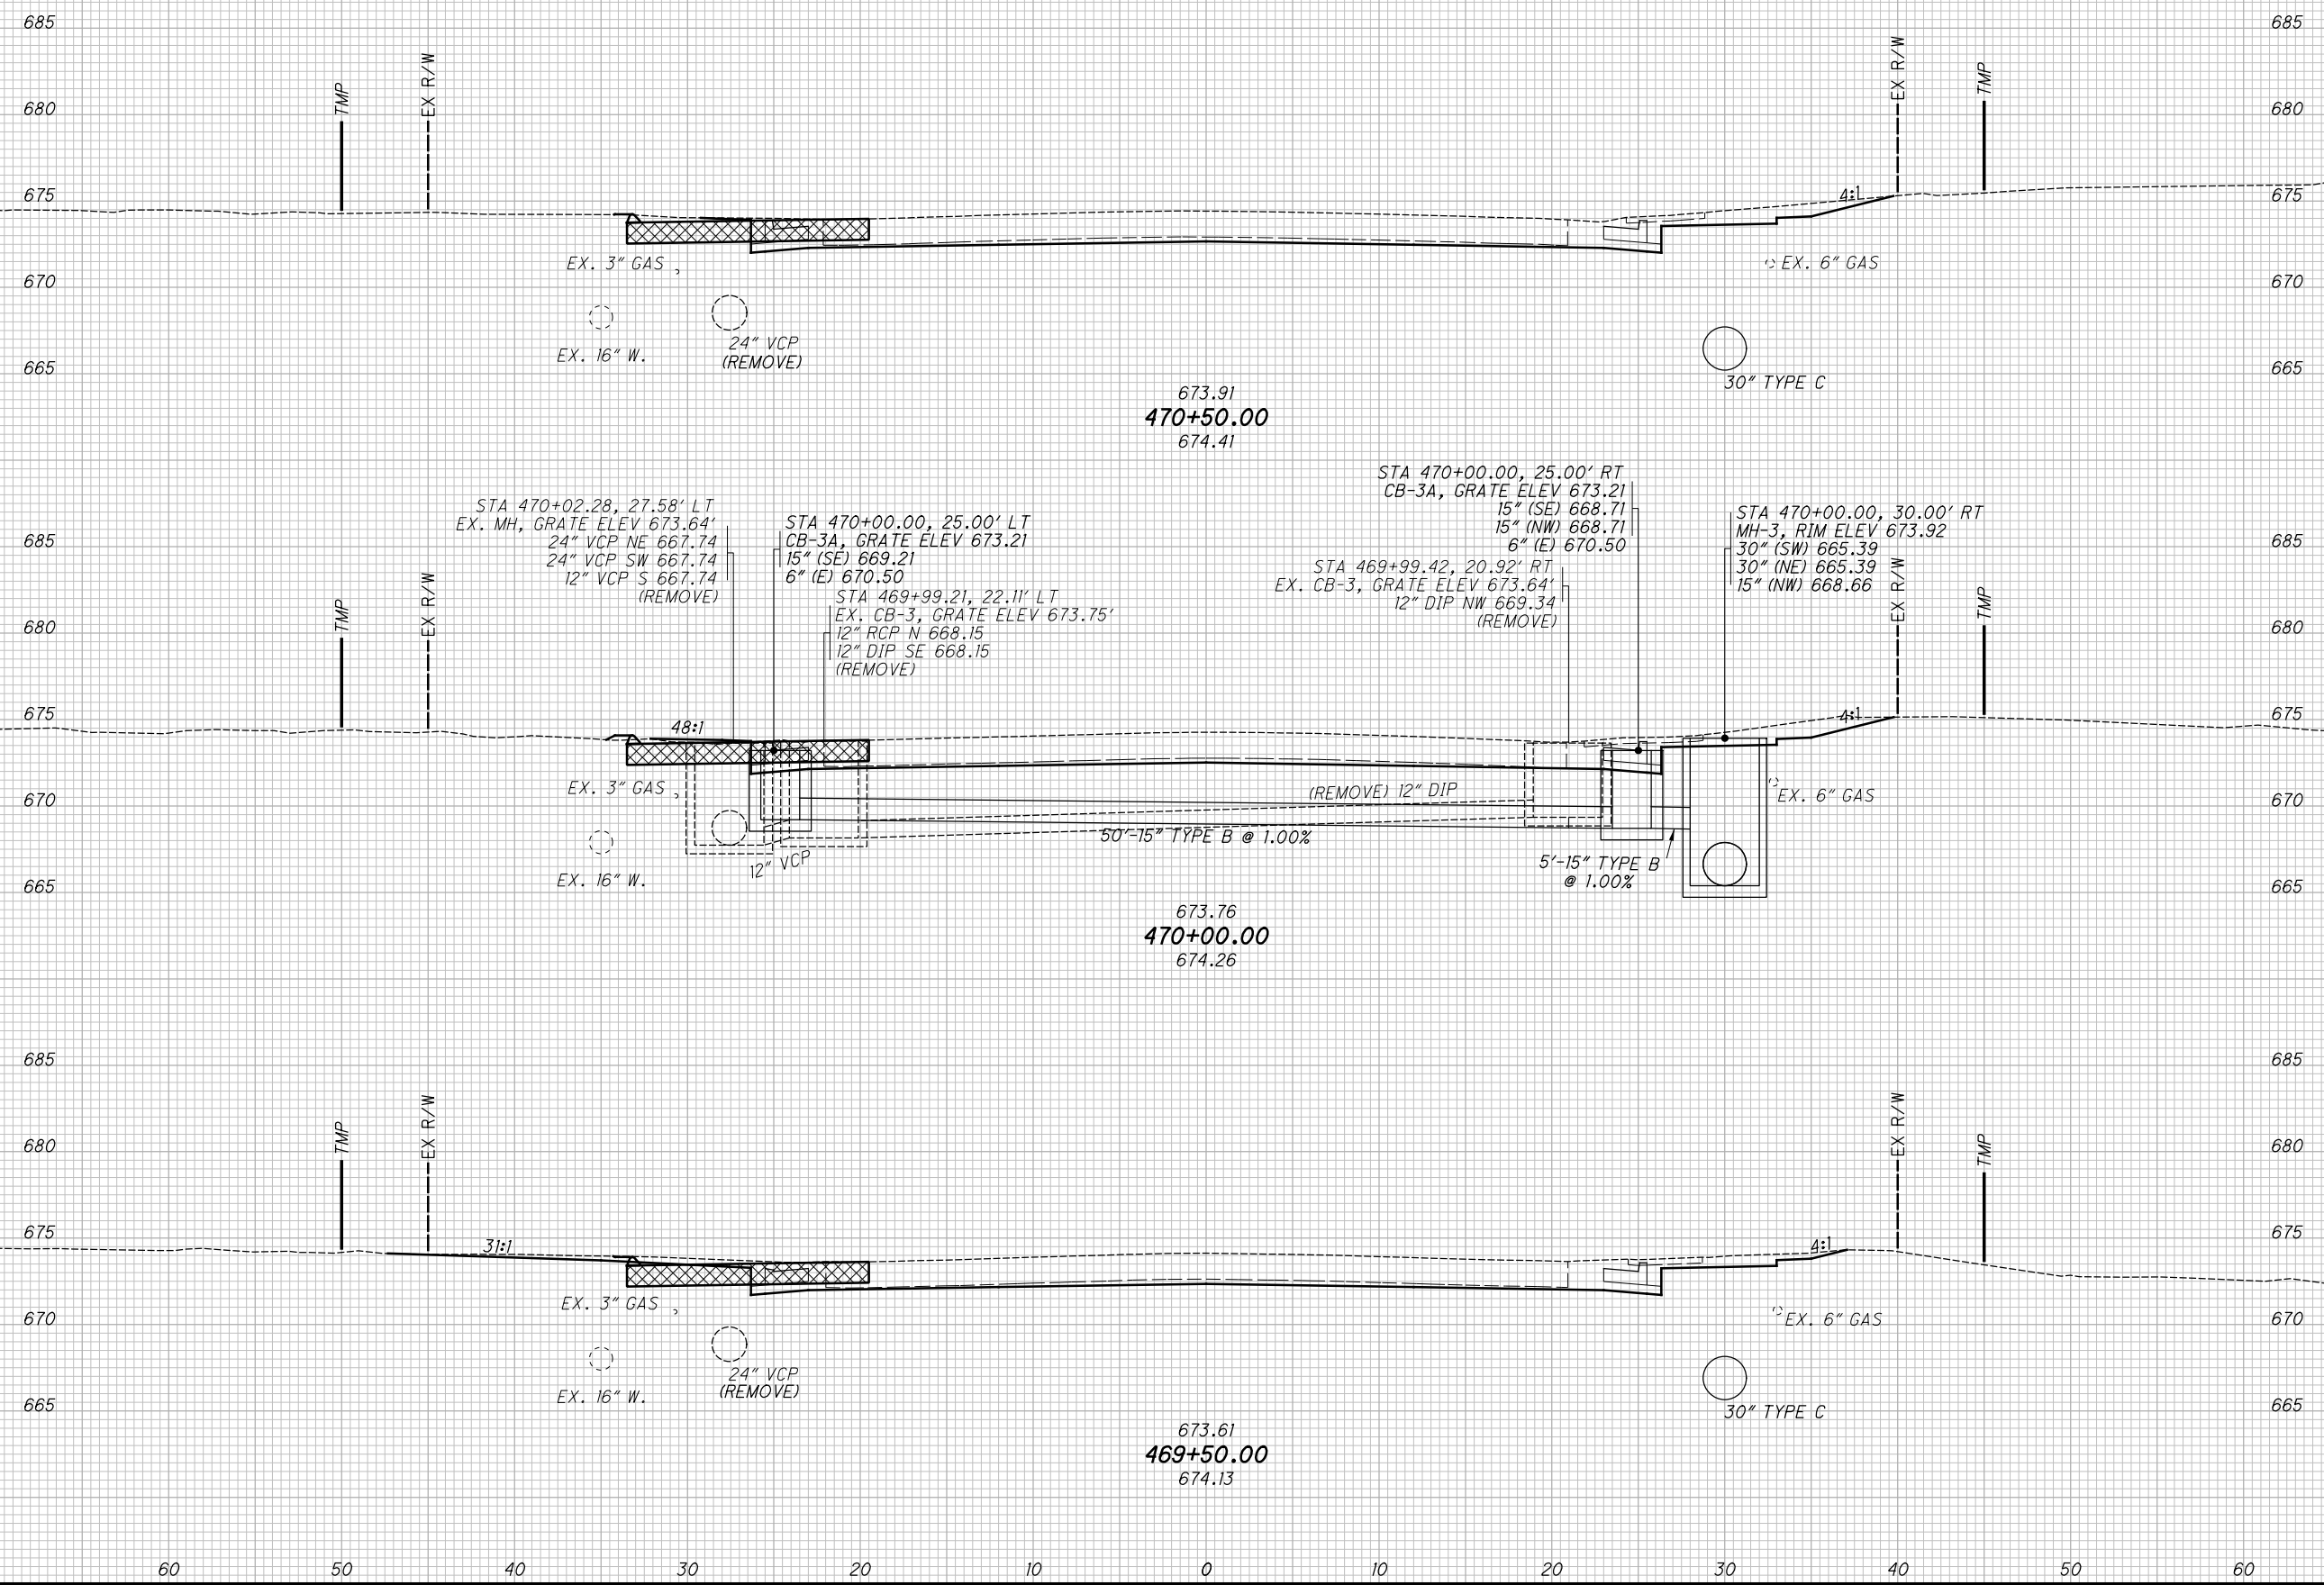 685
685
EX R/W
EX R/W
TMP
TMP
680
680
675
675
4:1
670
670
EX. 3" GAS
EX. 6" GAS
24" VCP
(REMOVE)
EX. 16" W.
665
665
30" TYPE C
673.91
470+50.00
674.41
STA 470+02.28, 27.58' LT
EX. MH, GRATE ELEV 673.64'
24" VCP NE 667.74
24" VCP SW 667.74
12" VCP S 667.74
(REMOVE)
STA 470+00.00, 25.00' LT
CB-3A, GRATE ELEV 673.21
15" (SE) 669.21
6" (E) 670.50
STA 469+99.21, 22.11' LT
EX. CB-3, GRATE ELEV 673.75'
12" RCP N 668.15
12" DIP SE 668.15
(REMOVE)
STA 470+00.00, 25.00' RT
CB-3A, GRATE ELEV 673.21
15" (SE) 668.71
15" (NW) 668.71
6" (E) 670.50
STA 469+99.42, 20.92' RT
EX. CB-3, GRATE ELEV 673.64'
12" DIP NW 669.34
(REMOVE)
STA 470+00.00, 30.00' RT
MH-3, RIM ELEV 673.92
30" (SW) 665.39
30" (NE) 665.39
15" (NW) 668.66
685
685
EX R/W
EX R/W
TMP
TMP
680
680
675
675
48:1
4:1
670
670
EX. 3" GAS
(REMOVE) 12" DIP
EX. 6" GAS
50'-15" TYPE B @ 1.00%
12" VCP
5'-15" TYPE B
@ 1.00%
EX. 16" W.
665
665
673.76
470+00.00
674.26
685
685
EX R/W
EX R/W
TMP
TMP
680
680
675
675
31:1
4:1
EX. 3" GAS
EX. 6" GAS
670
670
24" VCP
(REMOVE)
EX. 16" W.
665
665
30" TYPE C
673.61
469+50.00
674.13
60 50 40 30 20 10 0 10 20 30 40 50 60